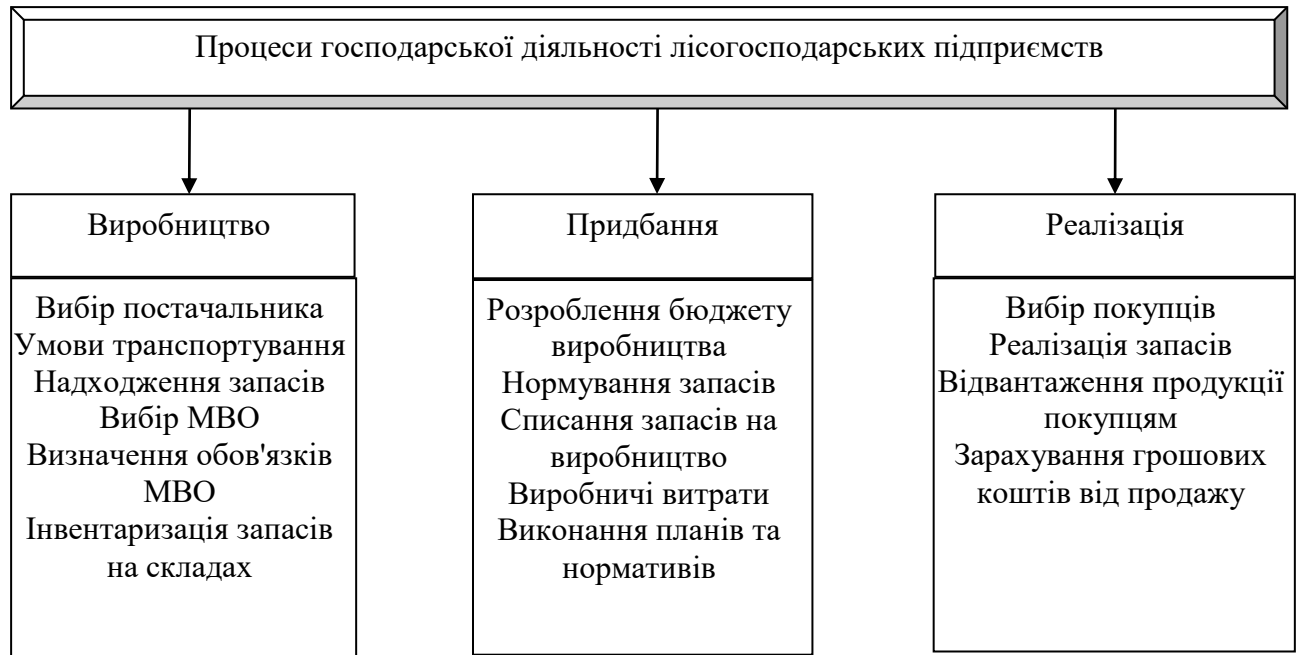 Процеси господарської діяльності лісогосподарських підприємств
Виробництво
Вибір постачальника
Умови транспортування
Надходження запасів
Вибір МВО
Визначення обов'язків
МВО
Інвентаризація запасів
на складах
Придбання
Розроблення бюджету
виробництва
Нормування запасів
Списання запасів на
виробництво
Виробничі витрати
Виконання планів та
нормативів
Реалізація
Вибір покупців
Реалізація запасів
Відвантаження продукції
покупцям
Зарахування грошових
коштів від продажу